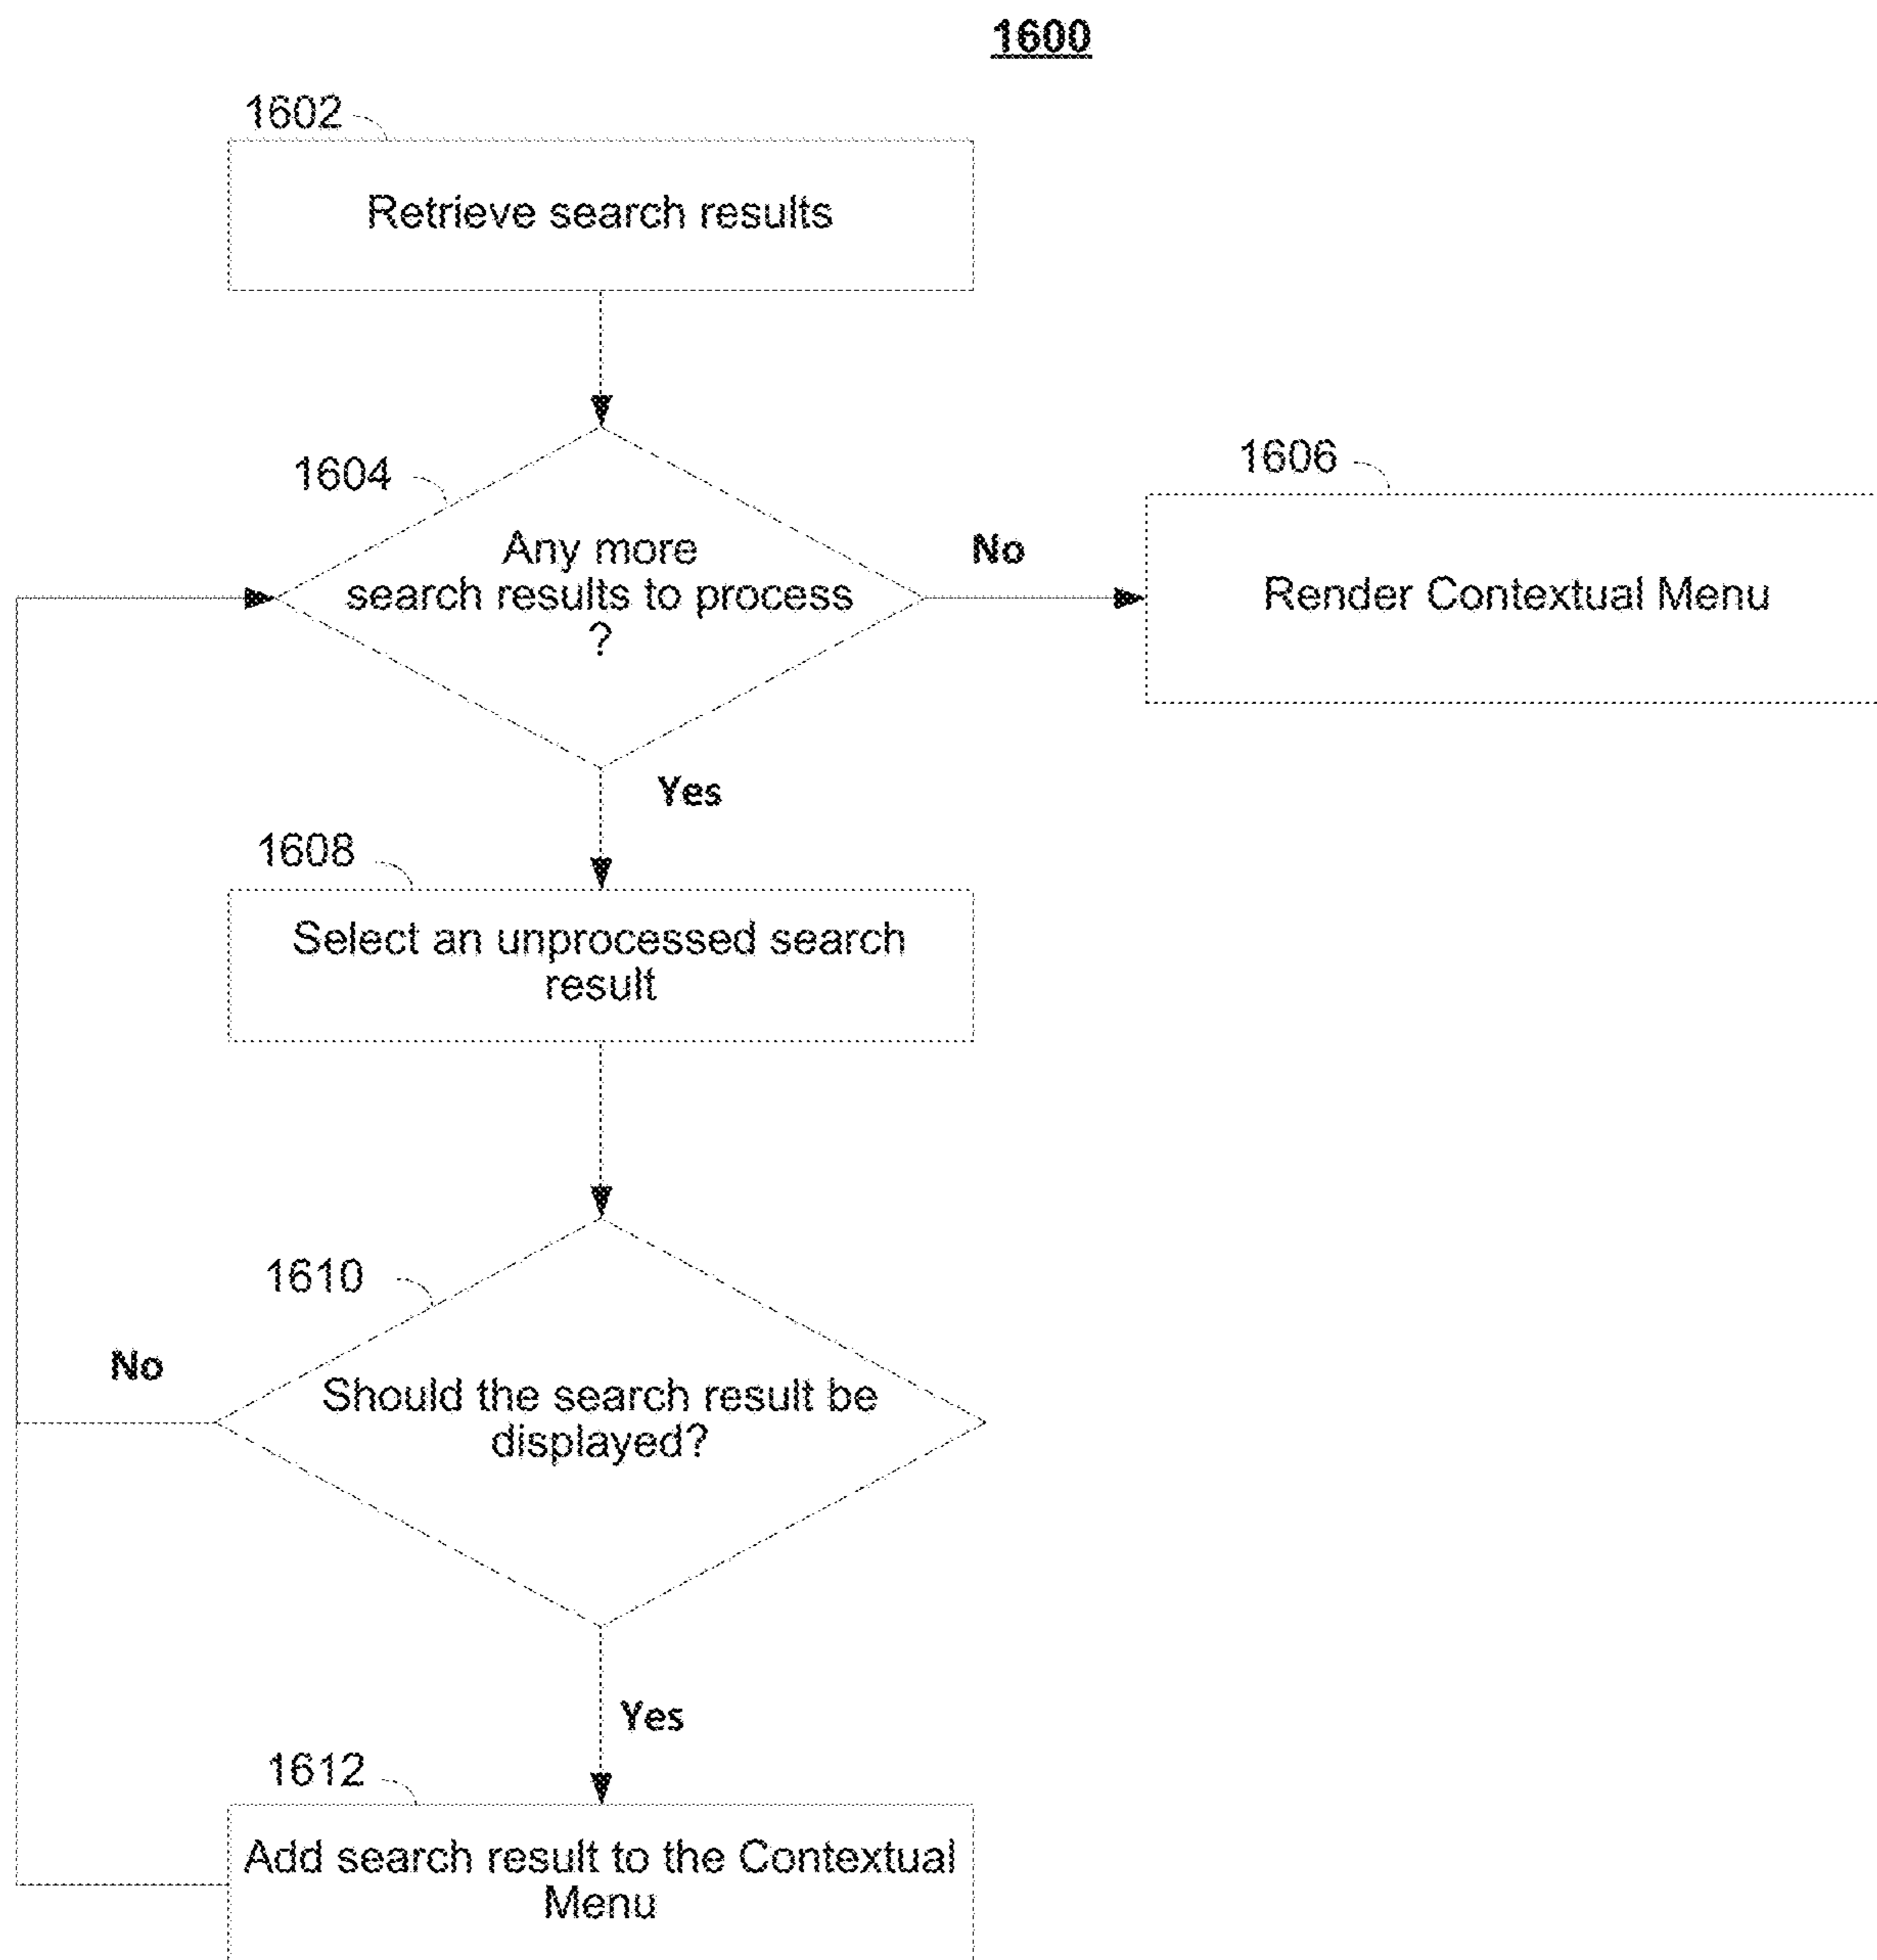 1600
1602
Retrieve search results
1604
Any more
search results to process
?
No
1606
Render Contextual Menu
Yes
1608
Select an unprocessed search
result
1610
No
Should the search result be
displayed?
Yes
1612
Add search result to the Contextual
Menu